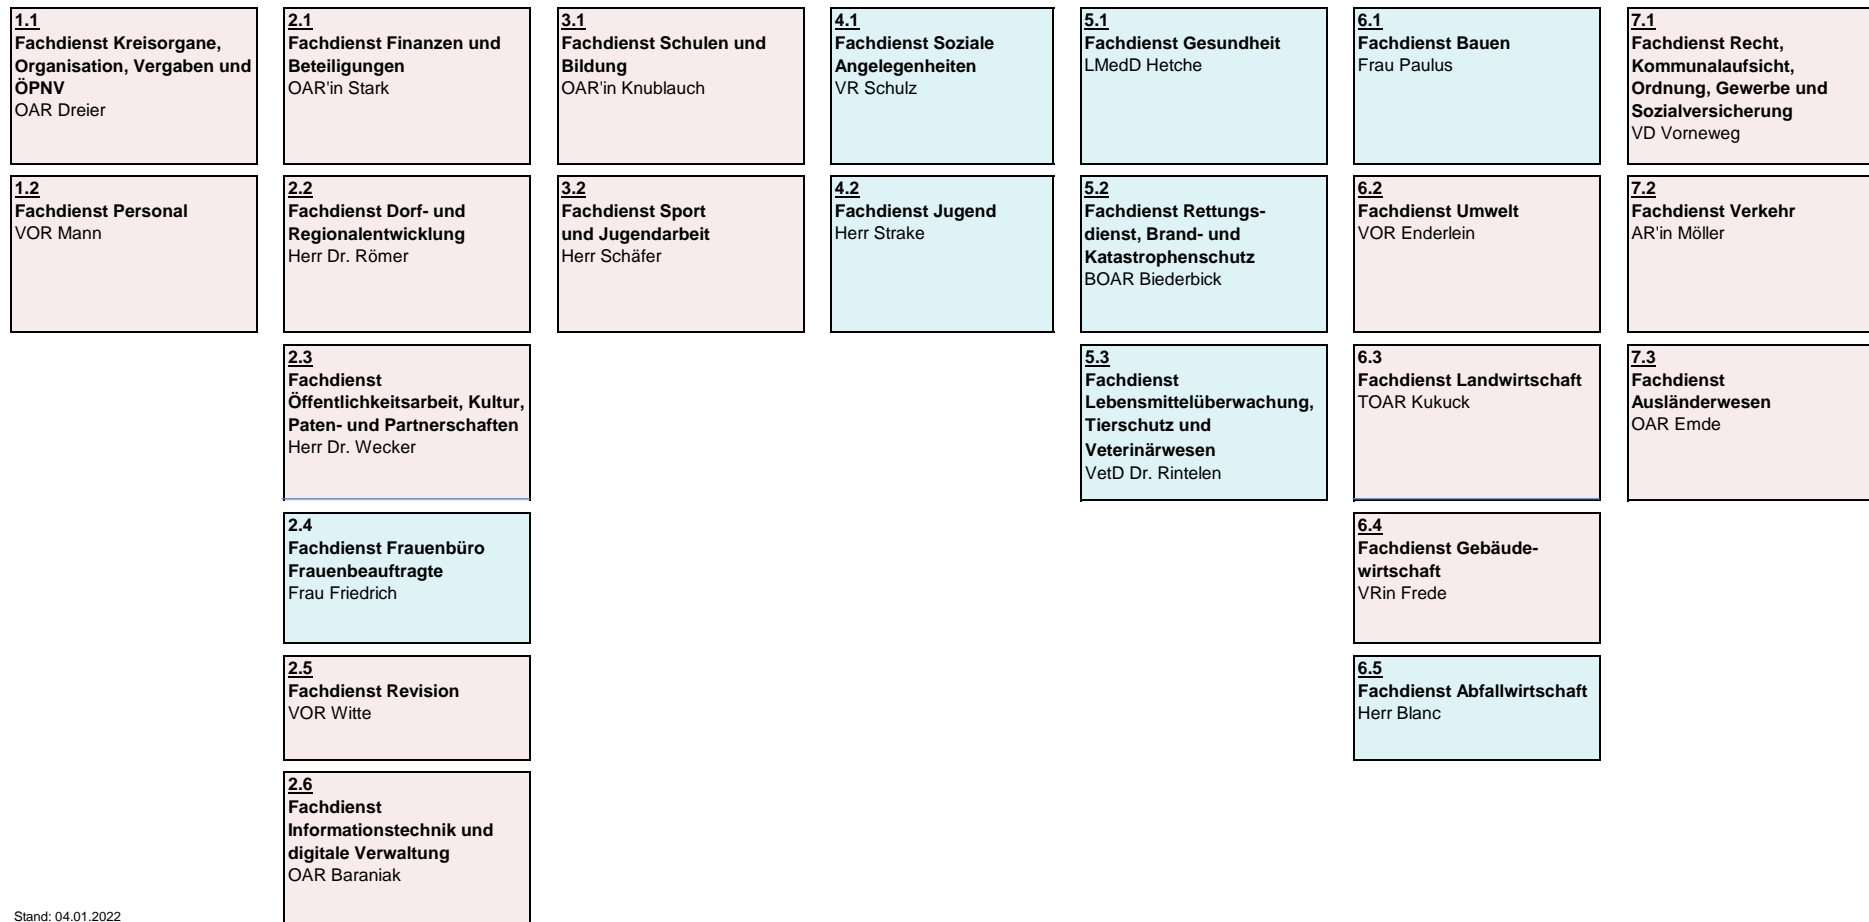 1.1
Fachdienst Kreisorgane,
Organisation, Vergaben und
ÖPNV
OAR Dreier
2.1
Fachdienst Finanzen und
Beteiligungen
OAR'in Stark
3.1
Fachdienst Schulen und
Bildung
OAR'in Knublauch
4.1
Fachdienst Soziale
Angelegenheiten
VR Schulz
5.1
Fachdienst Gesundheit
LMedD Hetche
6.1
Fachdienst Bauen
Frau Paulus
7.1
Fachdienst Recht,
Kommunalaufsicht,
Ordnung, Gewerbe und
Sozialversicherung
VD Vorneweg
1.2
Fachdienst Personal
VOR Mann
2.2
Fachdienst Dorf- und
Regionalentwicklung
Herr Dr. Römer
3.2
Fachdienst Sport
und Jugendarbeit
Herr Schäfer
4.2
Fachdienst Jugend
Herr Strake
5.2
Fachdienst Rettungs-
dienst, Brand- und
Katastrophenschutz
BOAR Biederbick
6.2
Fachdienst Umwelt
VOR Enderlein
7.2
Fachdienst Verkehr
AR'in Möller
2.3
Fachdienst
Öffentlichkeitsarbeit, Kultur,
Paten- und Partnerschaften
Herr Dr. Wecker
5.3
Fachdienst
Lebensmittelüberwachung,
Tierschutz und
Veterinärwesen
VetD Dr. Rintelen
6.3
Fachdienst Landwirtschaft
TOAR Kukuck
7.3
Fachdienst
Ausländerwesen
OAR Emde
2.4
Fachdienst Frauenbüro
Frauenbeauftragte
Frau Friedrich
6.4
Fachdienst Gebäude-
wirtschaft
VRin Frede
2.5
Fachdienst Revision
VOR Witte
6.5
Fachdienst Abfallwirtschaft
Herr Blanc
2.6
Fachdienst
Informationstechnik und
digitale Verwaltung
OAR Baraniak
Stand: 04.01.2022